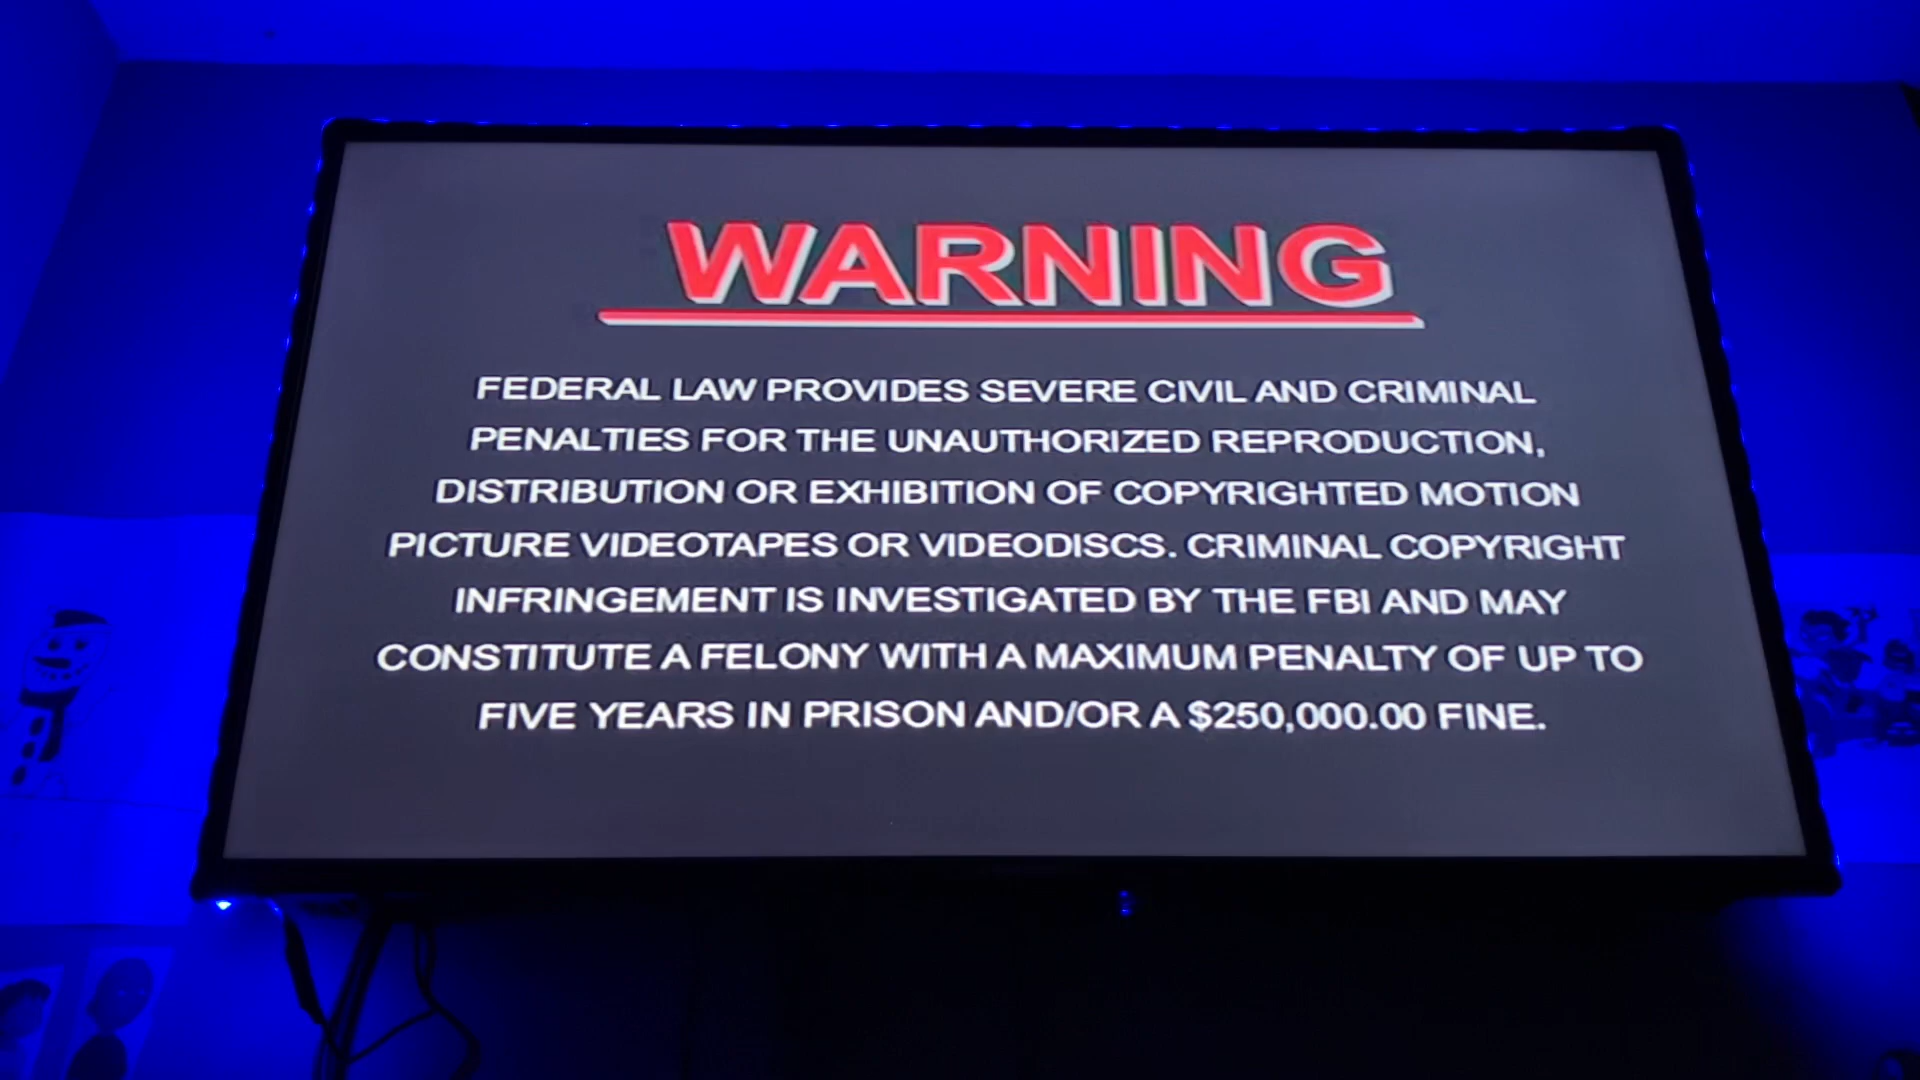 WARNING
FEDERAL LAW PROVIDES SEVERE CIVIL AND CRIMINAL
PENALTIES FOR THE UNAUTHORIZED REPRODUCTION,
DISTRIBUTION OR EXHIBITION OF COPYRIGHTED MOTION
PICTURE VIDEOTAPES OR VIDEODISCS. CRIMINAL COPYRIGHT
INFRINGEMENT IS INVESTIGATED BY THE FBI AND MAY
CONSTITUTE A FELONY WITH A MAXIMUM PENALTY OF UP TO
FIVE YEARS IN PRISON AND/OR A $250,000.00 FINE.